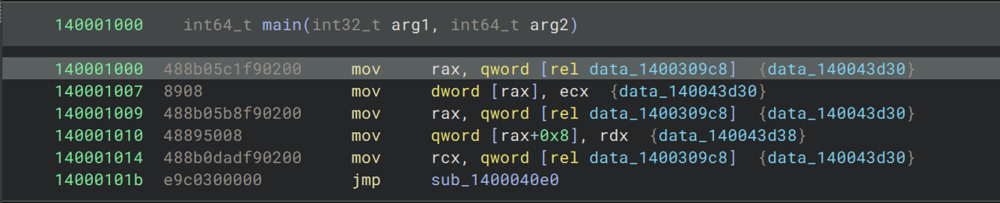 140001000    int64_t main(int32_t arg1, int64_t arg2)
140001000  488b05c1f90200     mov     rax, qword [rel data_1400309c8]  {data_140043d30}
140001007  8908               mov     dword [rax], ecx  {data_140043d30}
140001009  488b05b8f90200     mov     rax, qword [rel data_1400309c8]  {data_140043d30}
140001010  48895008           mov     qword [rax+0x8], rdx  {data_140043d38}
140001014  488b0dadf90200     mov     rcx, qword [rel data_1400309c8]  {data_140043d30}
14000101b  e9c0300000         jmp     sub_1400040e0